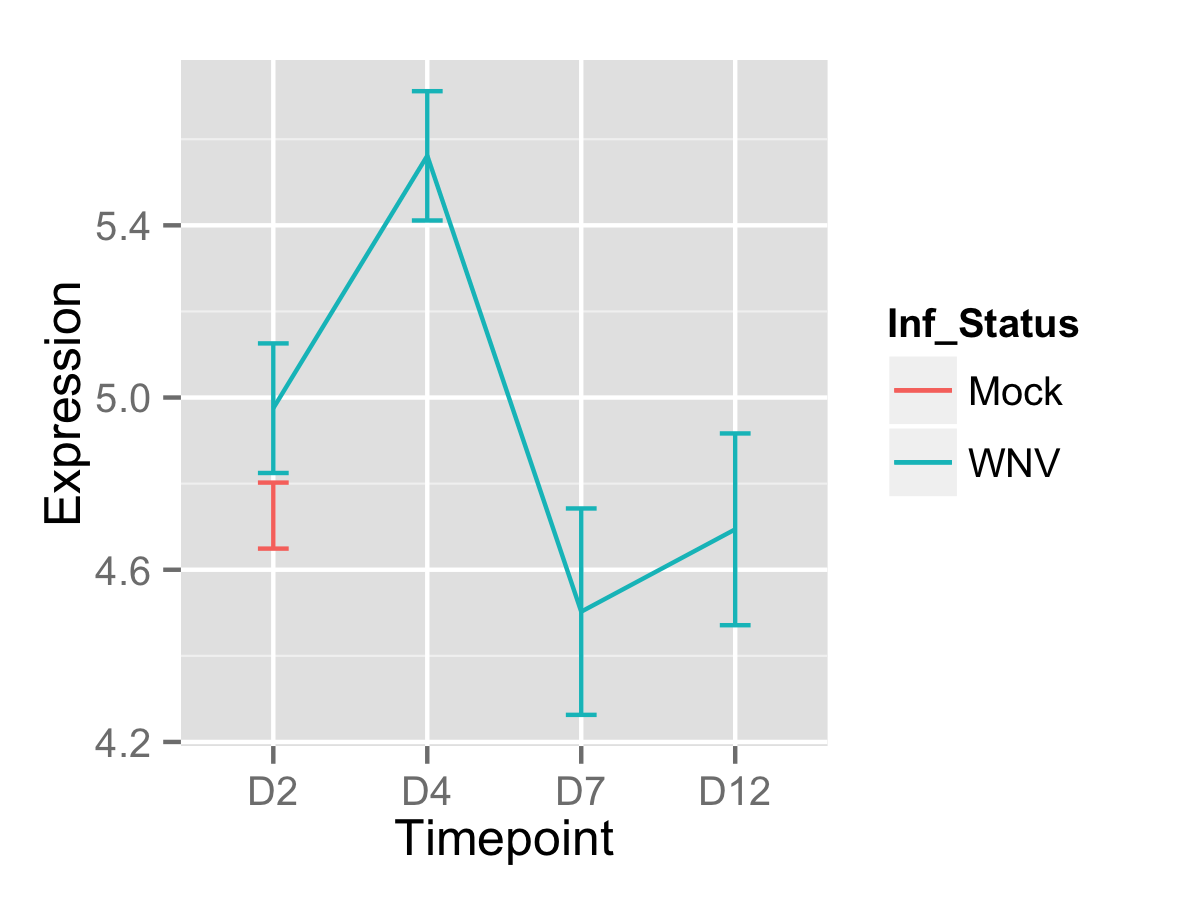 Expression
5.4
5.0
4.6
4.2
D2 D4 D7 D12
Timepoint
Inf_Status
Mock
WNV